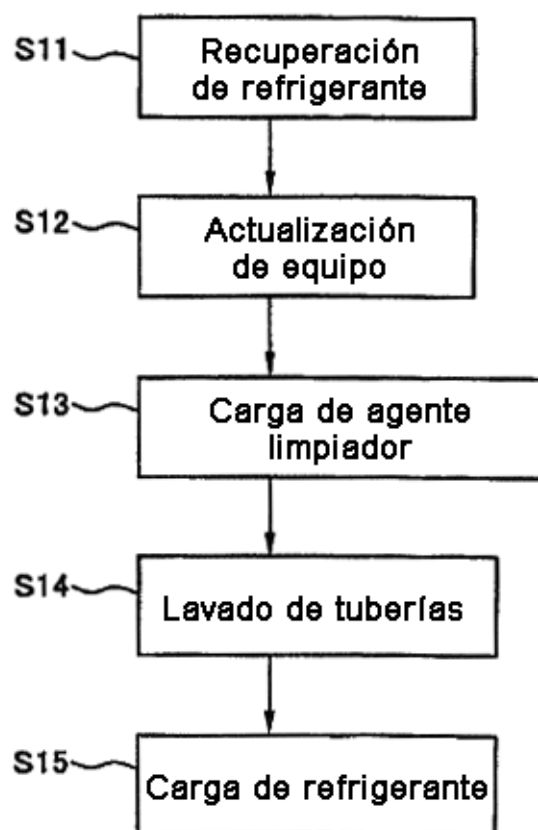 S11
Recuperación
de refrigerante
S12
Actualización
de equipo
S13
Carga de agente
limpiador
S14
Lavado de tuberías
S15
Carga de refrigerante